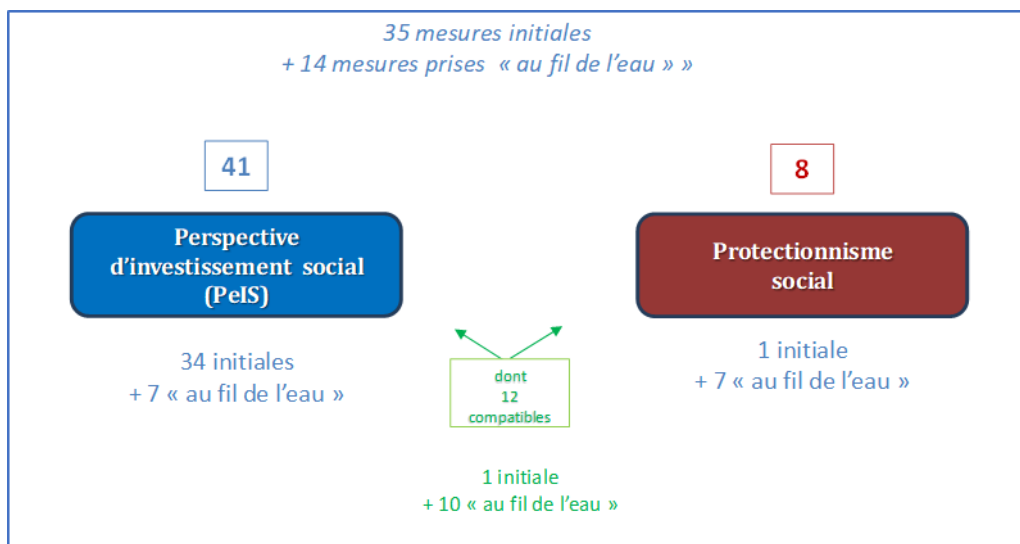 35 mesures initiales
+ 14 mesures prises « au fil de l'eau » »
41
8
Perspective
d'investissement social
(PeIS)
Protectionnisme
social
34 initiales
+ 7 « au fil de l'eau »
1 initiale
+ 7 « au fil de l'eau »
dont
12
compatibles
1 initiale
+ 10 « au fil de l'eau »